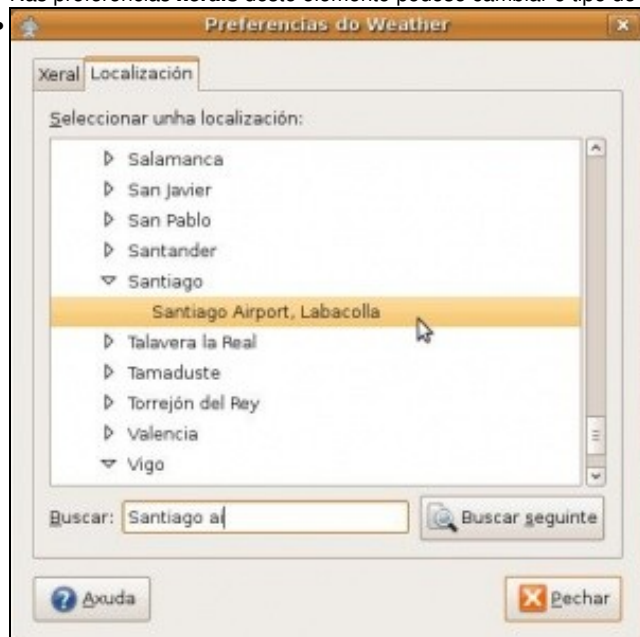 Preferencias do Weather
Xeral Localización
Seleccionar unha localización:
Salamanca
San Javier
San Pablo
Santander
Santiago
Santiago Airport, Labacolla
Talavera la Real
Tamaduste
Torrejón del Rey
Valencia
Vigo
Buscar: Santiago ai Buscar seguinte
Axuda Pechar